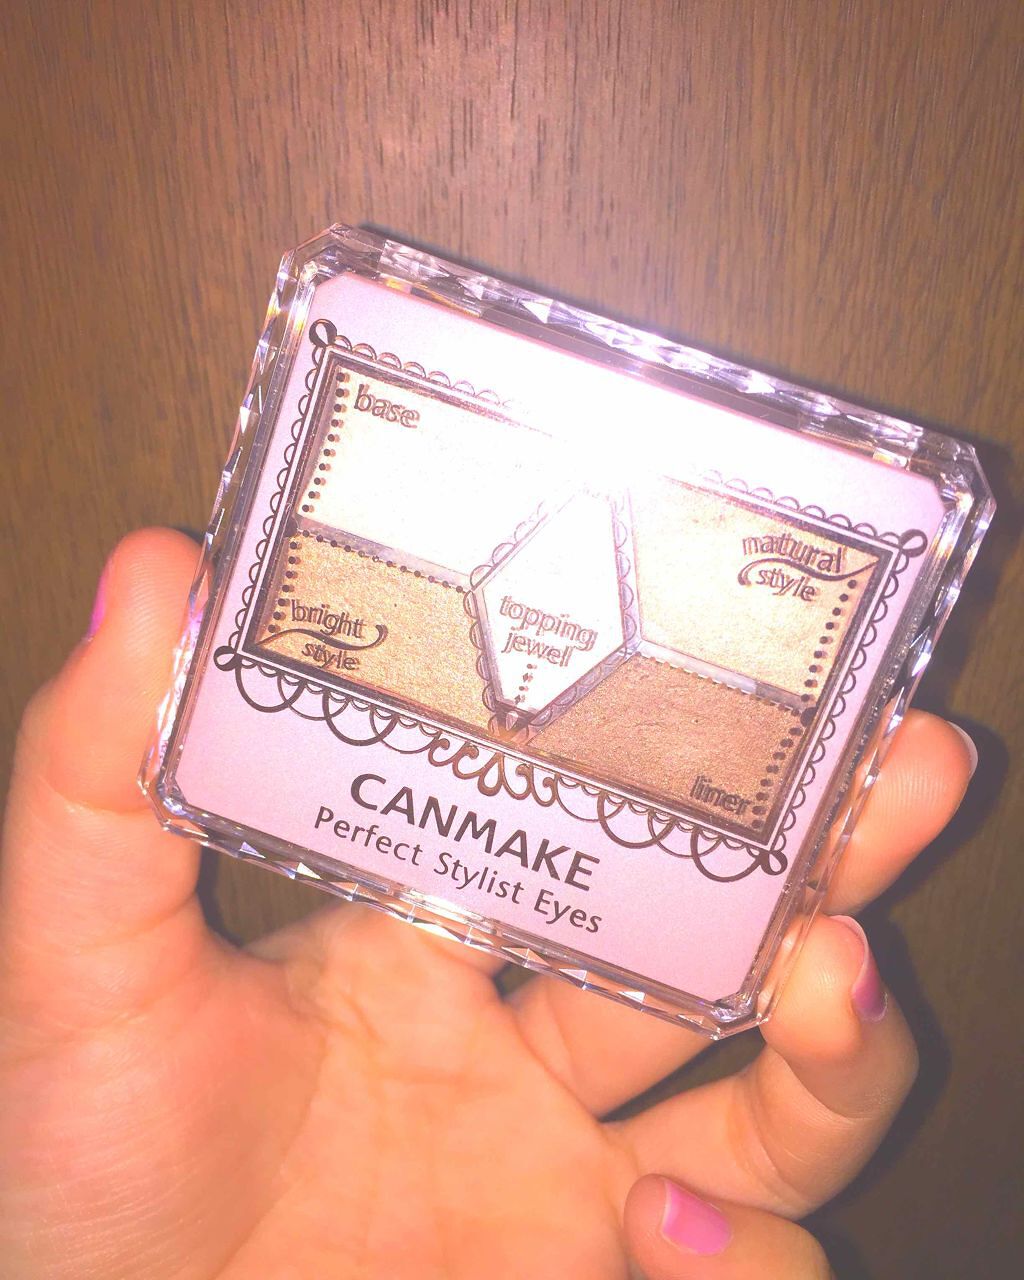 base
natural
style
topping
jewel
bright
style
liner
CANMAKE
Perfect Stylist Eyes